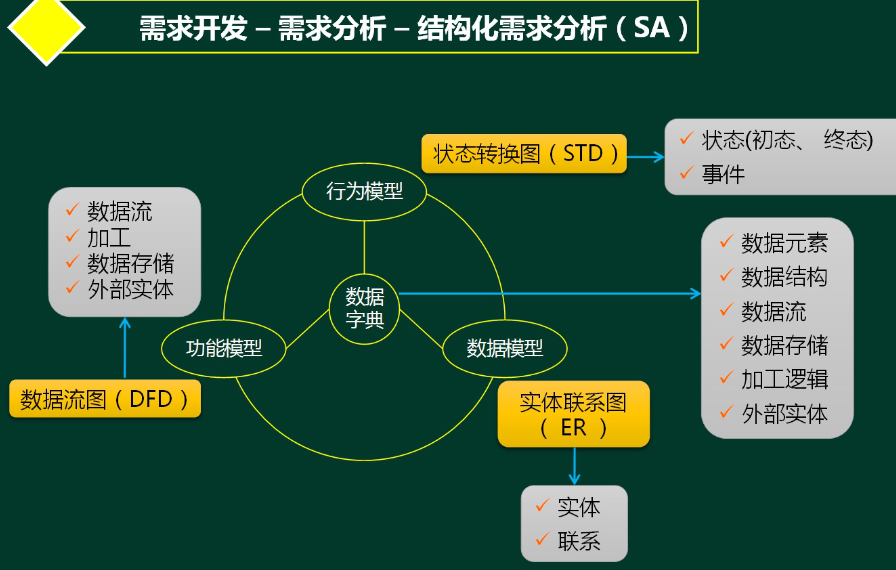 需求开发 – 需求分析 – 结构化需求分析（SA）
状态转换图（STD）
状态(初态、 终态)
事件
行为模型
数据流
加工
数据存储
外部实体
数据
字典
数据元素
数据结构
数据流
数据存储
加工逻辑
外部实体
功能模型
数据模型
数据流图（DFD）
实体联系图
（ ER ）
实体
联系